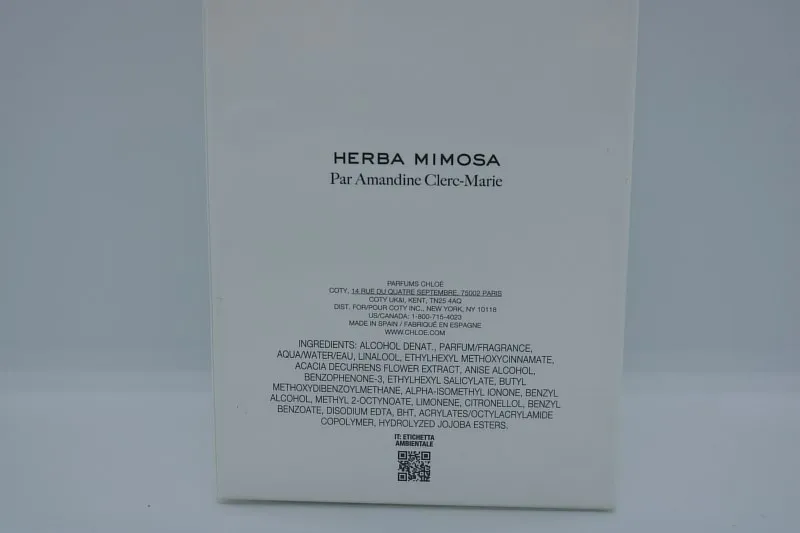 HERBA MIMOSA
Par Amandine Clerc-Marie
PARFUMS CHLOÉ
COTY, 14 RUE DU QUATRE SEPTEMBRE, 75002 PARIS
COTY UK&I, KENT, TN25 4AQ
DIST. FOR/POUR COTY INC., NEW YORK, NY 10118
US/CANADA: 1-800-715-4023
MADE IN SPAIN / FABRIQUÉ EN ESPAGNE
WWW.CHLOE.COM
INGREDIENTS: ALCOHOL DENAT., PARFUM/FRAGRANCE,
AQUA/WATER/EAU, LINALOOL, ETHYLHEXYL METHOXYCINNAMATE,
ACACIA DECURRENS FLOWER EXTRACT, ANISE ALCOHOL,
BENZOPHENONE-3, ETHYLHEXYL SALICYLATE, BUTYL
METHOXYDIBENZOYLMETHANE, ALPHA-ISOMETHYL IONONE, BENZYL
ALCOHOL, METHYL 2-OCTYNOATE, LIMONENE, CITRONELLOL, BENZYL
BENZOATE, DISODIUM EDTA, BHT, ACRYLATES/OCTYLACRYLAMIDE
COPOLYMER, HYDROLYZED JOJOBA ESTERS.
IT: ETICHETTA
AMBIENTALE